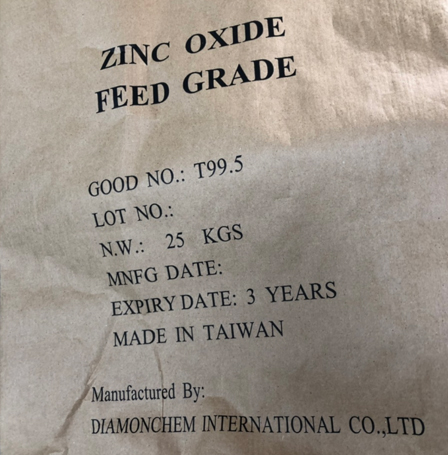 ZINC OXIDE
FEED GRADE
GOOD NO.: T99.5
LOT NO.:
N.W.: 25 KGS
MNFG DATE:
EXPIRY DATE: 3 YEARS
MADE IN TAIWAN
Manufactured By:
DIAMONCHEM INTERNATIONAL CO.,LTD